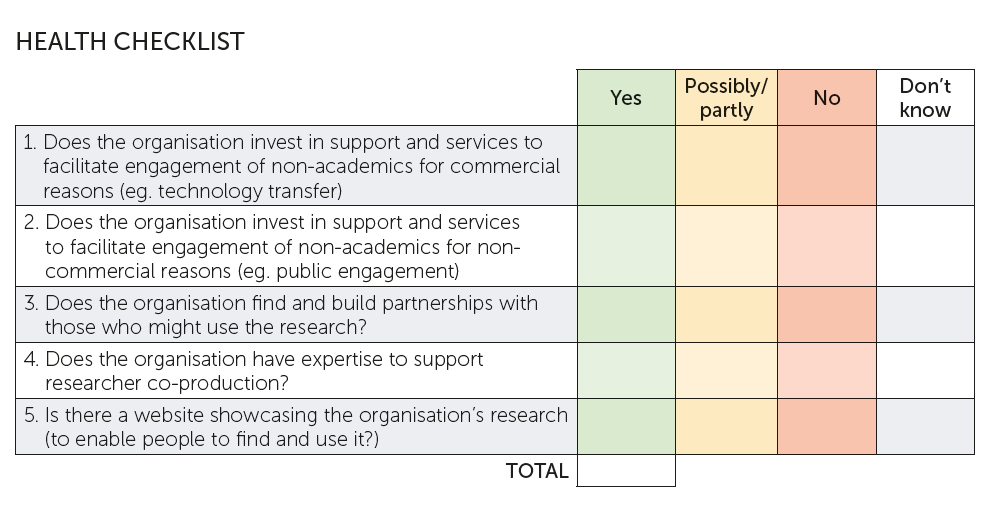 HEALTH CHECKLIST
Yes
Possibly/
partly
No
Don't
know
1. Does the organisation invest in support and services to
facilitate engagement of non-academics for commercial
reasons (eg. technology transfer)
2. Does the organisation invest in support and services
to facilitate engagement of non-academics for non-
commercial reasons (eg. public engagement)
3. Does the organisation find and build partnerships with
those who might use the research?
4. Does the organisation have expertise to support
researcher co-production?
5. Is there a website showcasing the organisation's research
(to enable people to find and use it?)
TOTAL